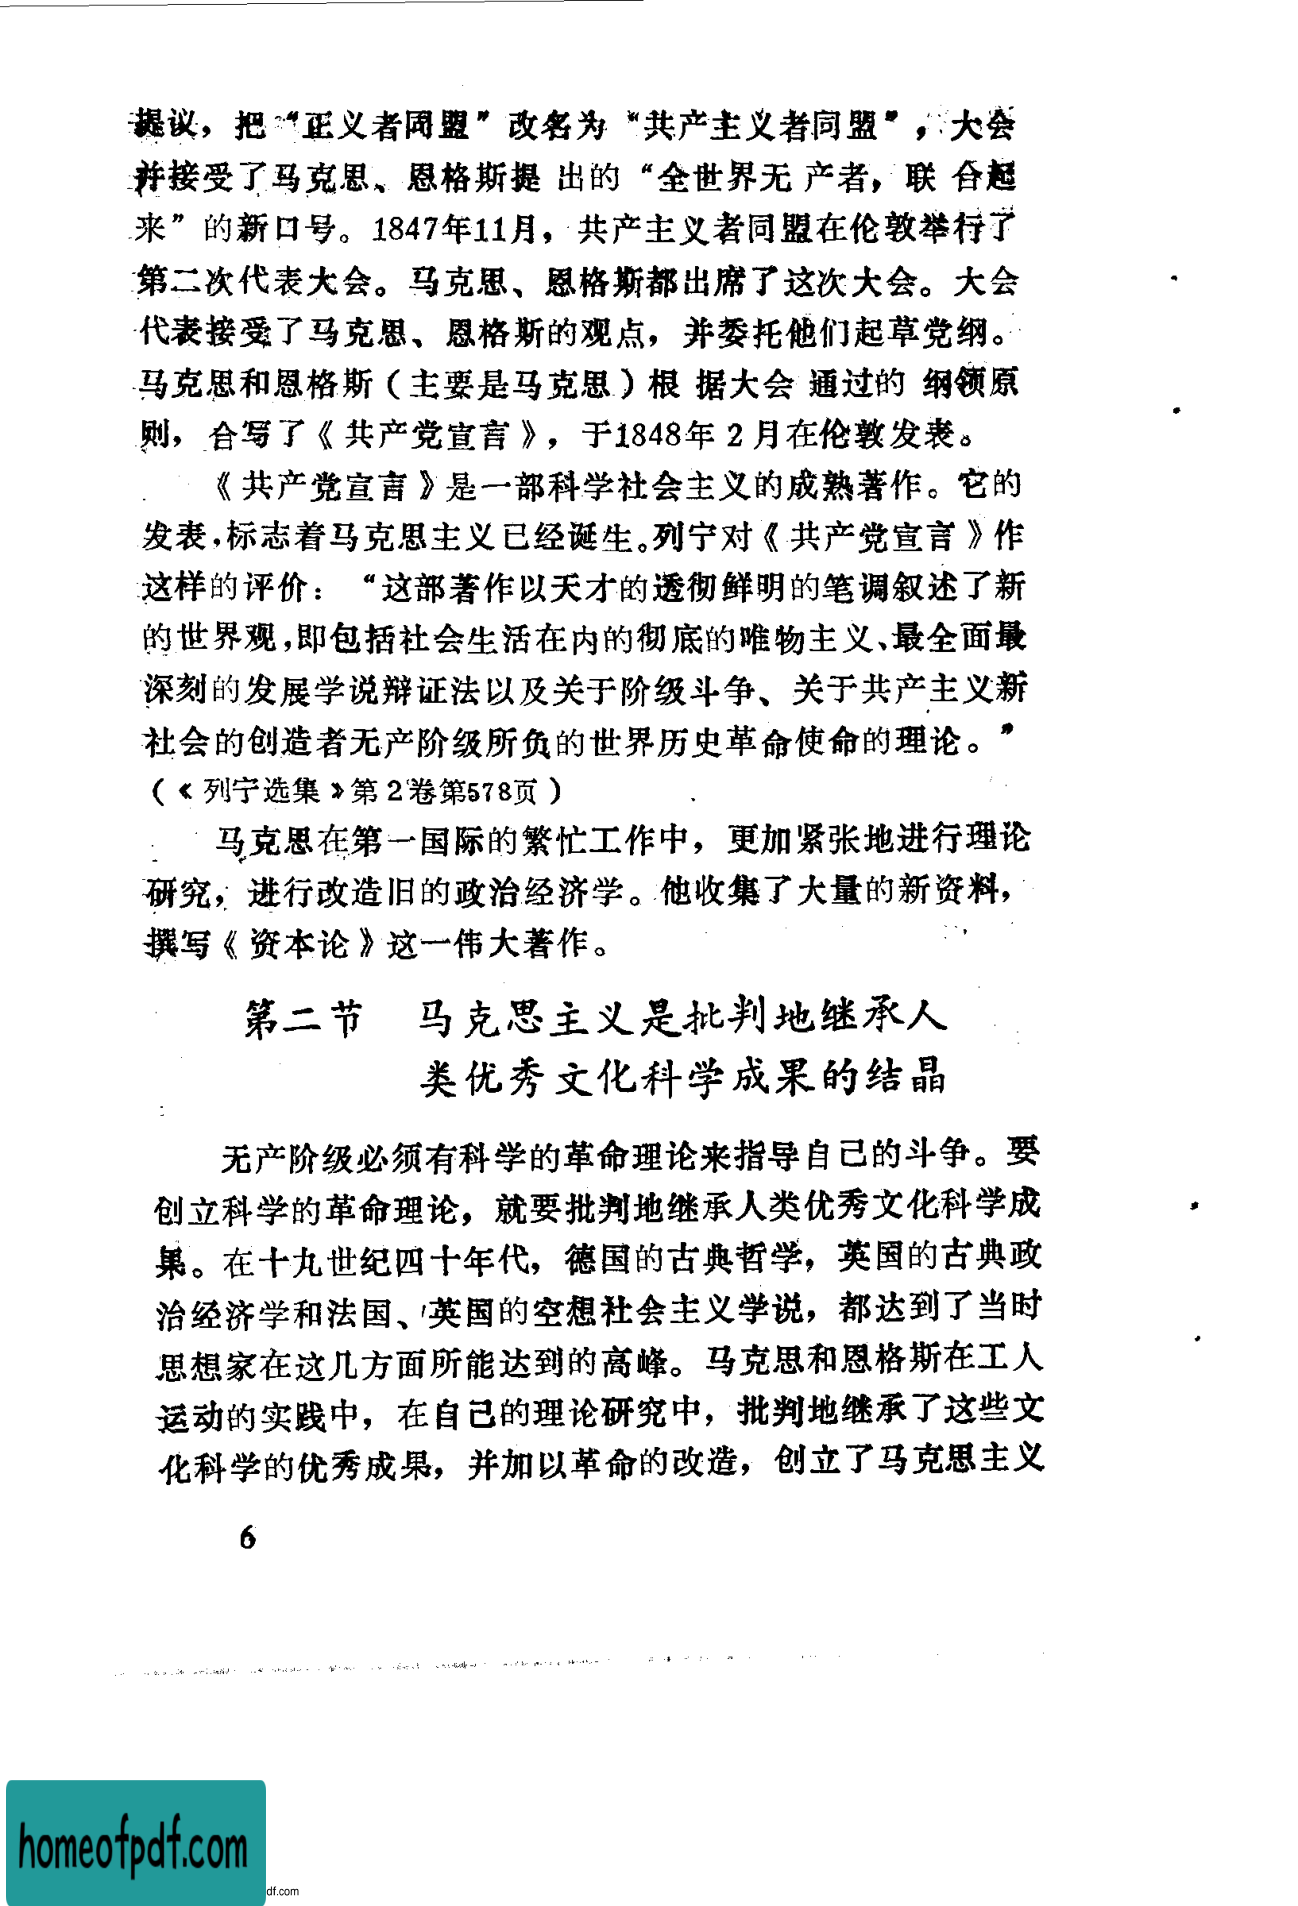 提议，把“正义者同盟”改名为“共产主义者同盟”，大会
并接受了马克思、恩格斯提出的“全世界无产者，联合起
来”的新口号。1847年11月，共产主义者同盟在伦敦举行了
第二次代表大会。马克思、恩格斯都出席了这次大会。大会
代表接受了马克思、恩格斯的观点，并委托他们起草党纲。
马克思和恩格斯（主要是马克思）根据大会通过的纲领原
则，合写了《共产党宣言》，于1848年2月在伦敦发表。
《共产党宣言》是一部科学社会主义的成熟著作。它的
发表，标志着马克思主义已经诞生。列宁对《共产党宣言》作
这样的评价：“这部著作以天才的透彻鲜明的笔调叙述了新
的世界观，即包括社会生活在内的彻底的唯物主义、最全面最
深刻的发展学说辩证法以及关于阶级斗争、关于共产主义新
社会的创造者无产阶级所负的世界历史革命使命的理论。”
（《列宁选集》第2卷第578页）
马克思在第一国际的繁忙工作中，更加紧张地进行理论
研究，进行改造旧的政治经济学。他收集了大量的新资料，
撰写《资本论》这一伟大著作。
第二节 马克思主义是批判地继承人
类优秀文化科学成果的结晶
无产阶级必须有科学的革命理论来指导自己的斗争。要
创立科学的革命理论，就要批判地继承人类优秀文化科学成
果。在十九世纪四十年代，德国的古典哲学，英国的古典政
治经济学和法国、英国的空想社会主义学说，都达到了当时
思想家在这几方面所能达到的高峰。马克思和恩格斯在工人
运动的实践中，在自己的理论研究中，批判地继承了这些文
化科学的优秀成果，并加以革命的改造，创立了马克思主义
6
homeofpdf.com
df.com